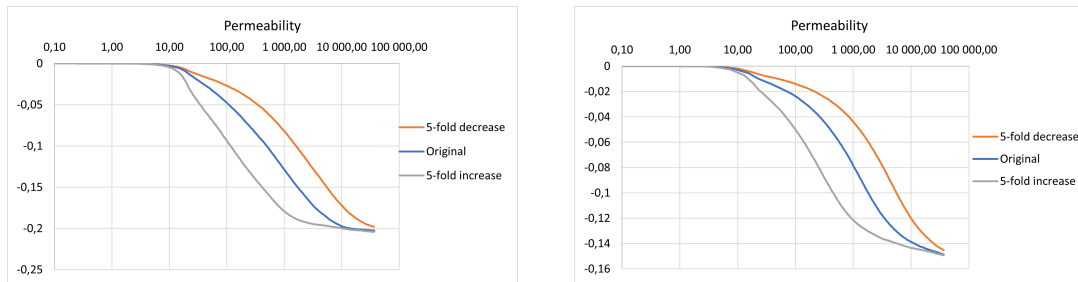 Permeability
0,10 1,00 10,00 100,00 1 000,00 10 000,00 100 000,00
0
-0,05
-0,1
-0,15
-0,2
-0,25
5-fold decrease
Original
5-fold increase
Permeability
0,10 1,00 10,00 100,00 1 000,00 10 000,00 100 000,00
0
-0,02
-0,04
-0,06
-0,08
-0,1
-0,12
-0,14
-0,16
5-fold decrease
Original
5-fold increase